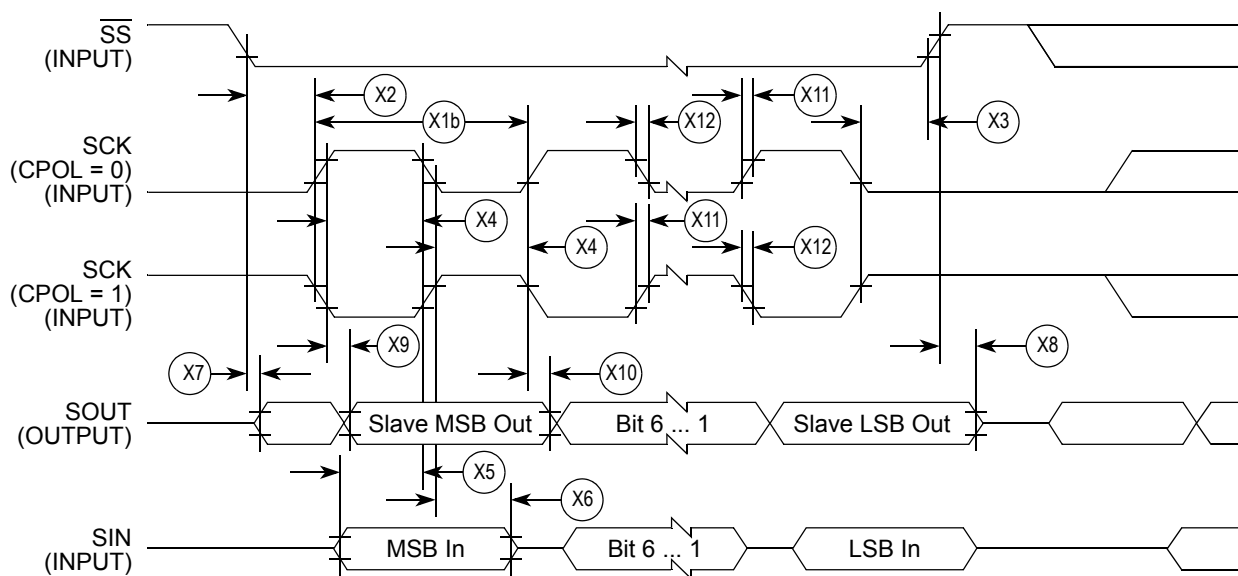 SS
(INPUT)
X2
X11
X1b
X12
X3
SCK
(CPOL = 0)
(INPUT)
X4
X11
X4
X12
SCK
(CPOL = 1)
(INPUT)
X7
X9
X10
X8
SOUT
(OUTPUT)
Slave MSB Out
Bit 6 ... 1
Slave LSB Out
X5
X6
SIN
(INPUT)
MSB In
Bit 6 ... 1
LSB In